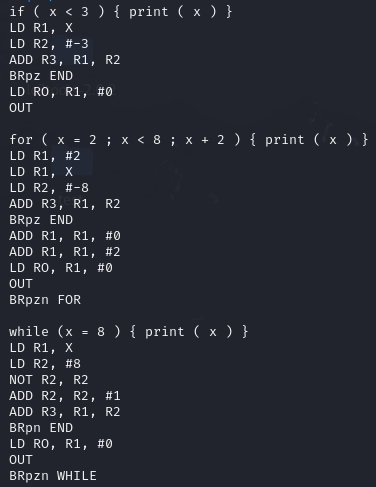 if ( x < 3 ) { print ( x ) }
LD R1, X
LD R2, #-3
ADD R3, R1, R2
BRpz END
LD RO, R1, #0
OUT

for ( x = 2 ; x < 8 ; x + 2 ) { print ( x ) }
LD R1, #2
LD R1, X
LD R2, #-8
ADD R3, R1, R2
BRpz END
ADD R1, R1, #0
ADD R1, R1, #2
LD RO, R1, #0
OUT
BRpzn FOR

while (x = 8 ) { print ( x ) }
LD R1, X
LD R2, #8
NOT R2, R2
ADD R2, R2, #1
ADD R3, R1, R2
BRpn END
LD RO, R1, #0
OUT
BRpzn WHILE